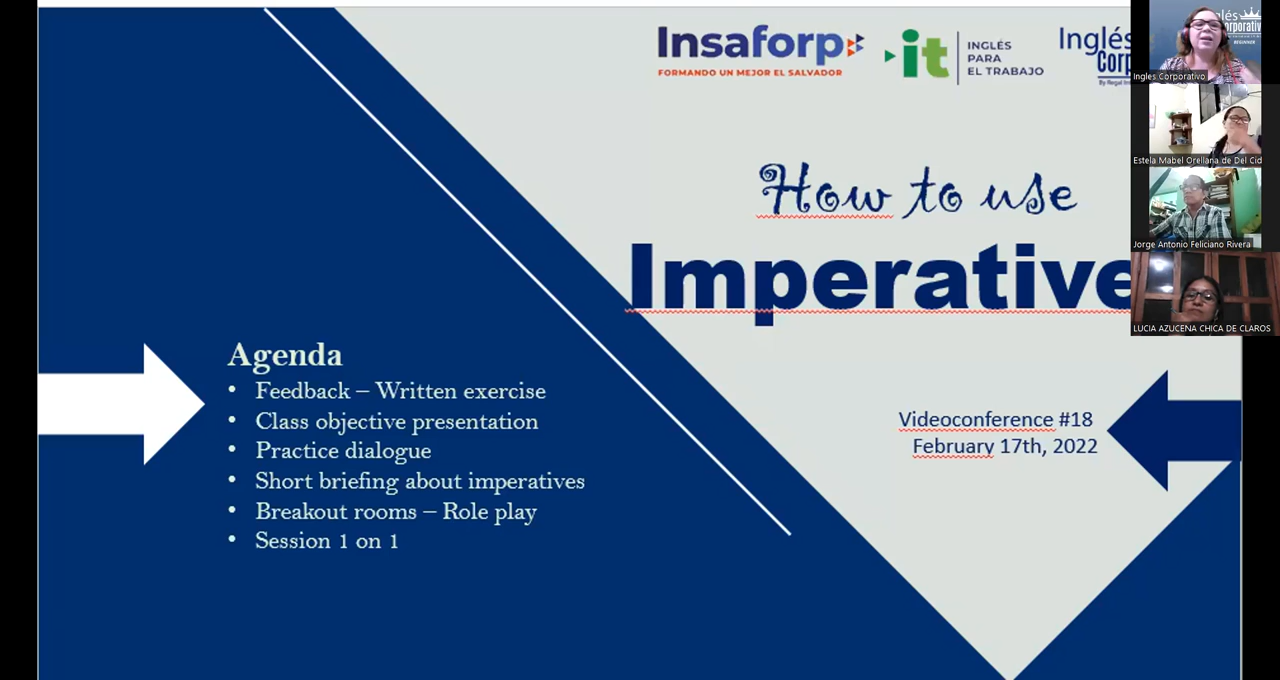 Insaforp
FORMANDO UN MEJOR EL SALVADOR
it
INGLÉS
PARA
EL TRABAJO
Inglés
Corp
How to use
Imperative
Agenda
• Feedback – Written exercise
• Class objective presentation
• Practice dialogue
• Short briefing about imperatives
• Breakout rooms – Role play
• Session 1 on 1
Videoconference #18
February 17th, 2022
Ingles Corporativo
Estela Mabel Orellana de Del Cid
Jorge Antonio Feliciano Rivera
LUCIA AZUCENA CHICA DE CLAROS